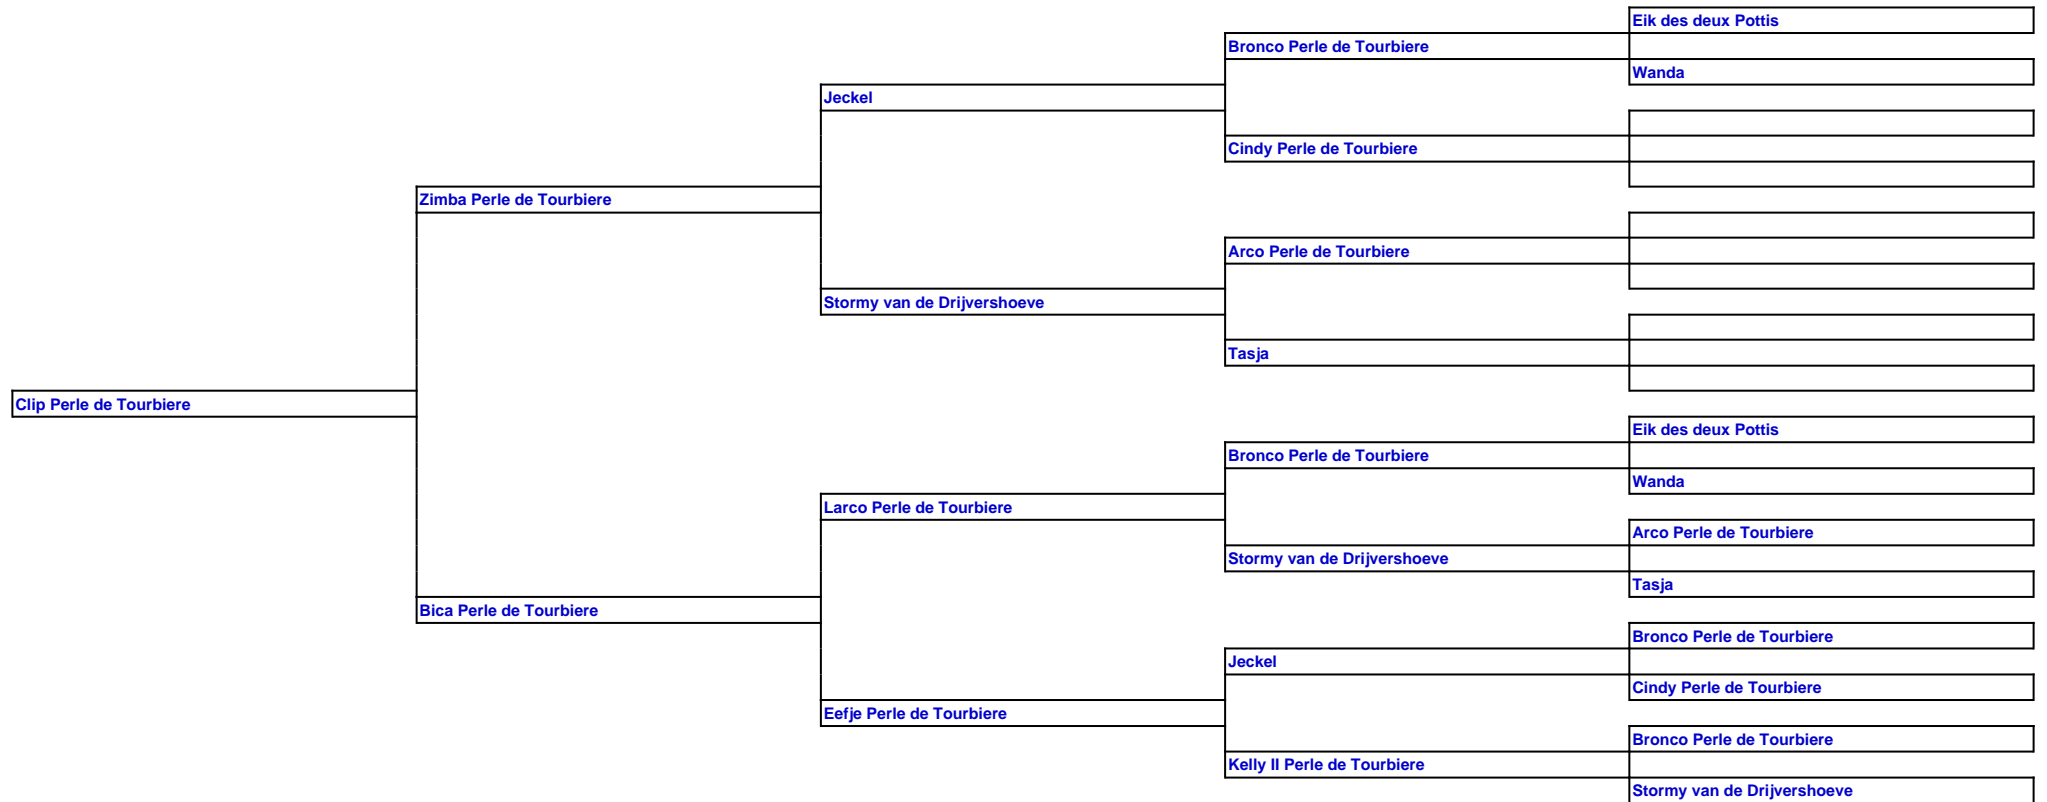 Eik des deux Pottis
Bronco Perle de Tourbiere
Wanda
Jeckel
Cindy Perle de Tourbiere
Zimba Perle de Tourbiere
Arco Perle de Tourbiere
Stormy van de Drijvershoeve
Tasja
Clip Perle de Tourbiere
Eik des deux Pottis
Bronco Perle de Tourbiere
Wanda
Larco Perle de Tourbiere
Arco Perle de Tourbiere
Stormy van de Drijvershoeve
Tasja
Bica Perle de Tourbiere
Bronco Perle de Tourbiere
Jeckel
Cindy Perle de Tourbiere
Eefje Perle de Tourbiere
Bronco Perle de Tourbiere
Kelly II Perle de Tourbiere
Stormy van de Drijvershoeve